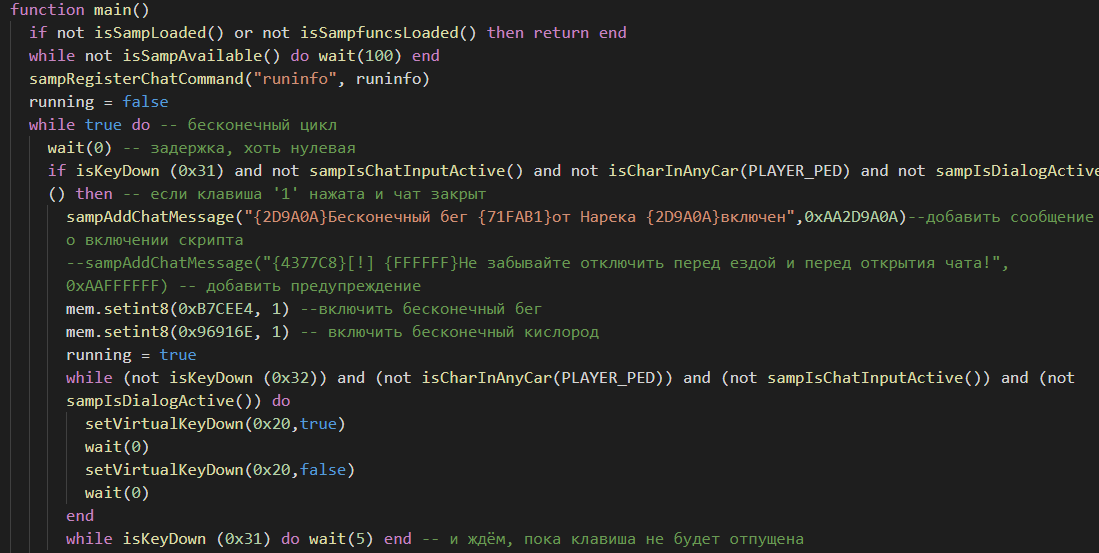 function main()
if not isSampLoaded() or not isSampfuncsLoaded() then return end
while not isSampAvailable() do wait(100) end
sampRegisterChatCommand("runinfo", runinfo)
running = false
while true do -- бесконечный цикл
wait(0) -- задержка, хоть нулевая
if isKeyDown (0x31) and not sampIsChatInputActive() and not isCharInAnyCar(PLAYER_PED) and not sampIsDialogActive
() then -- если клавиша '1' нажата и чат закрыт
sampAddChatMessage("{2D9A0A}Бесконечный бег {71FAB1}от Нарека {2D9A0A}включен",0xAA2D9A0A)--добавить сообщение
о включении скрипта
--sampAddChatMessage("{4377C8}[!] {FFFFFF}Не забывайте отключить перед ездой и перед открытия чата!",
0xAAFFFFFF) -- добавить предупреждение
mem.setint8(0xB7CEE4, 1) --включить бесконечный бег
mem.setint8(0x96916E, 1) -- включить бесконечный кислород
running = true
while (not isKeyDown (0x32)) and (not isCharInAnyCar(PLAYER_PED)) and (not sampIsChatInputActive()) and (not
sampIsDialogActive()) do
setVirtualKeyDown(0x20,true)
wait(0)
setVirtualKeyDown(0x20,false)
wait(0)
end
while isKeyDown (0x31) do wait(5) end -- и ждём, пока клавиша не будет отпущена